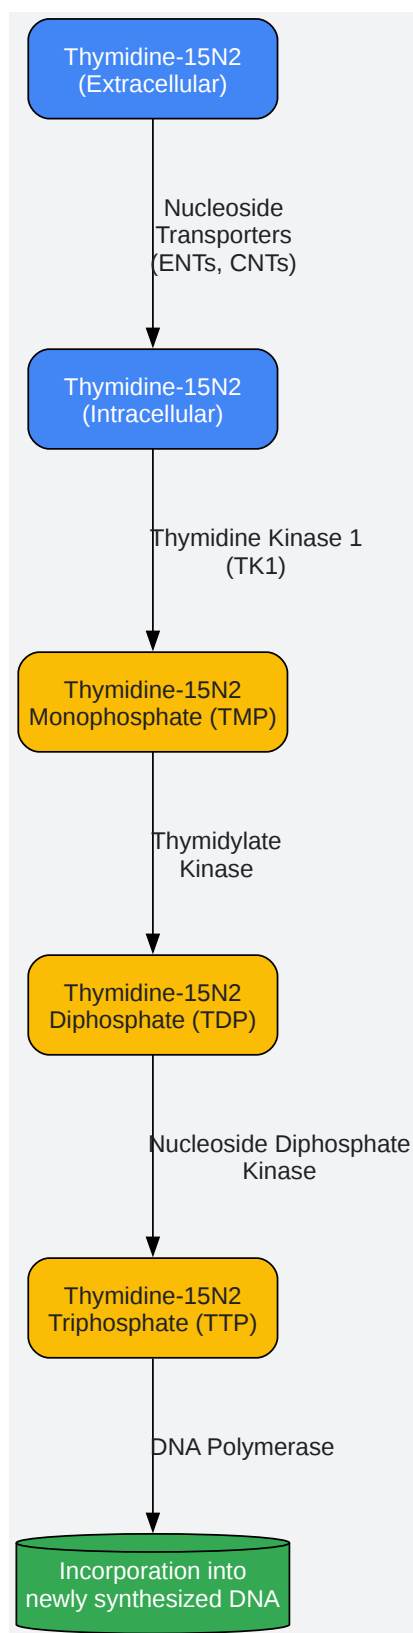 Thymidine-15N2
(Extracellular)
Nucleoside
Transporters
(ENTs, CNTs)
Thymidine-15N2
(Intracellular)
Thymidine Kinase 1
(TK1)
Thymidine-15N2
Monophosphate (TMP)
Thymidylate
Kinase
Thymidine-15N2
Diphosphate (TDP)
Nucleoside Diphosphate
Kinase
Thymidine-15N2
Triphosphate (TTP)
DNA Polymerase
Incorporation into
newly synthesized DNA